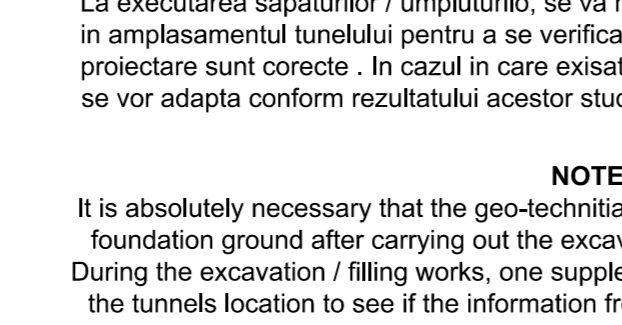 La executarea sapaturilor / umpluturilo, se va
in amplasamentul tunelului pentru a se verifica
proiectare sunt corecte . In cazul in care exisat
se vor adapta conform rezultatului acestor stud
NOTE
It is absolutely necessary that the geo-technitia
foundation ground after carrying out the excav
During the excavation / filling works, one supple
the tunnels location to see if the information fr